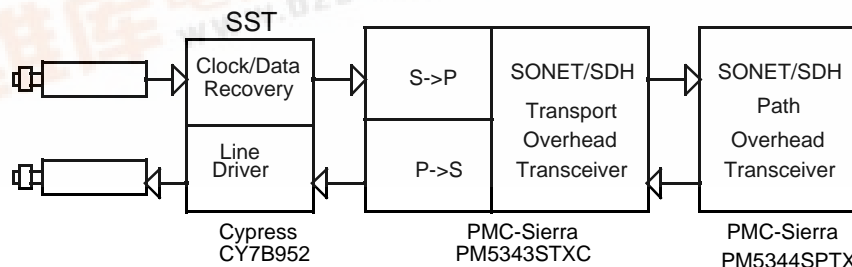 SST
Clock/Data
Recovery
Line
Driver
Cypress
CY7B952
S->P
P->S
SONET/SDH
Transport
Overhead
Transceiver
PMC-Sierra
PM5343STXC
SONET/SDH
Path
Overhead
Transceiver
PMC-Sierra
PM5344SPTX